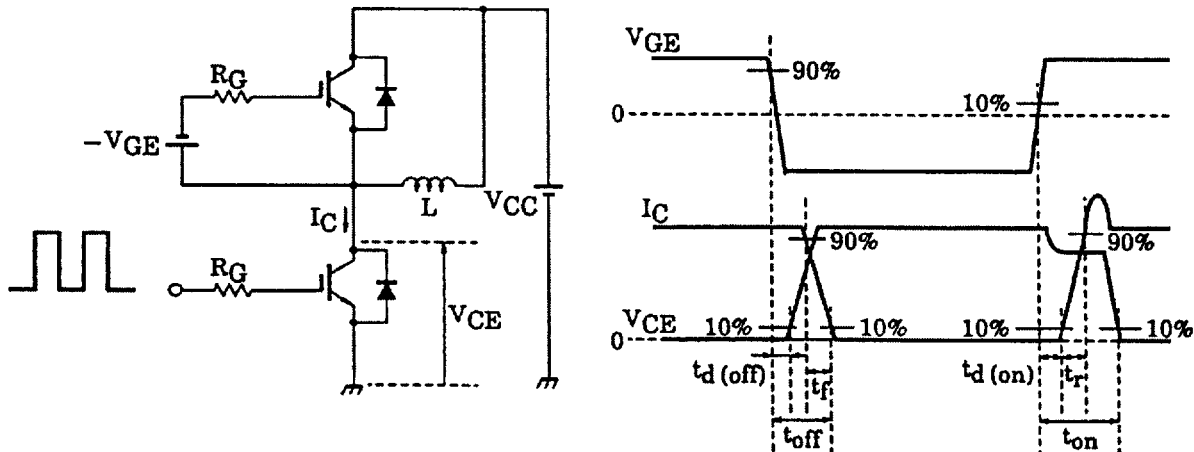 RG
−VGE
L
VCC
IC
RG
VCE
VGE
90%
10%
0
IC
90%
90%
VCE
10%
10%
10%
10%
0
td (off)
tf
td (on)
tr
toff
ton